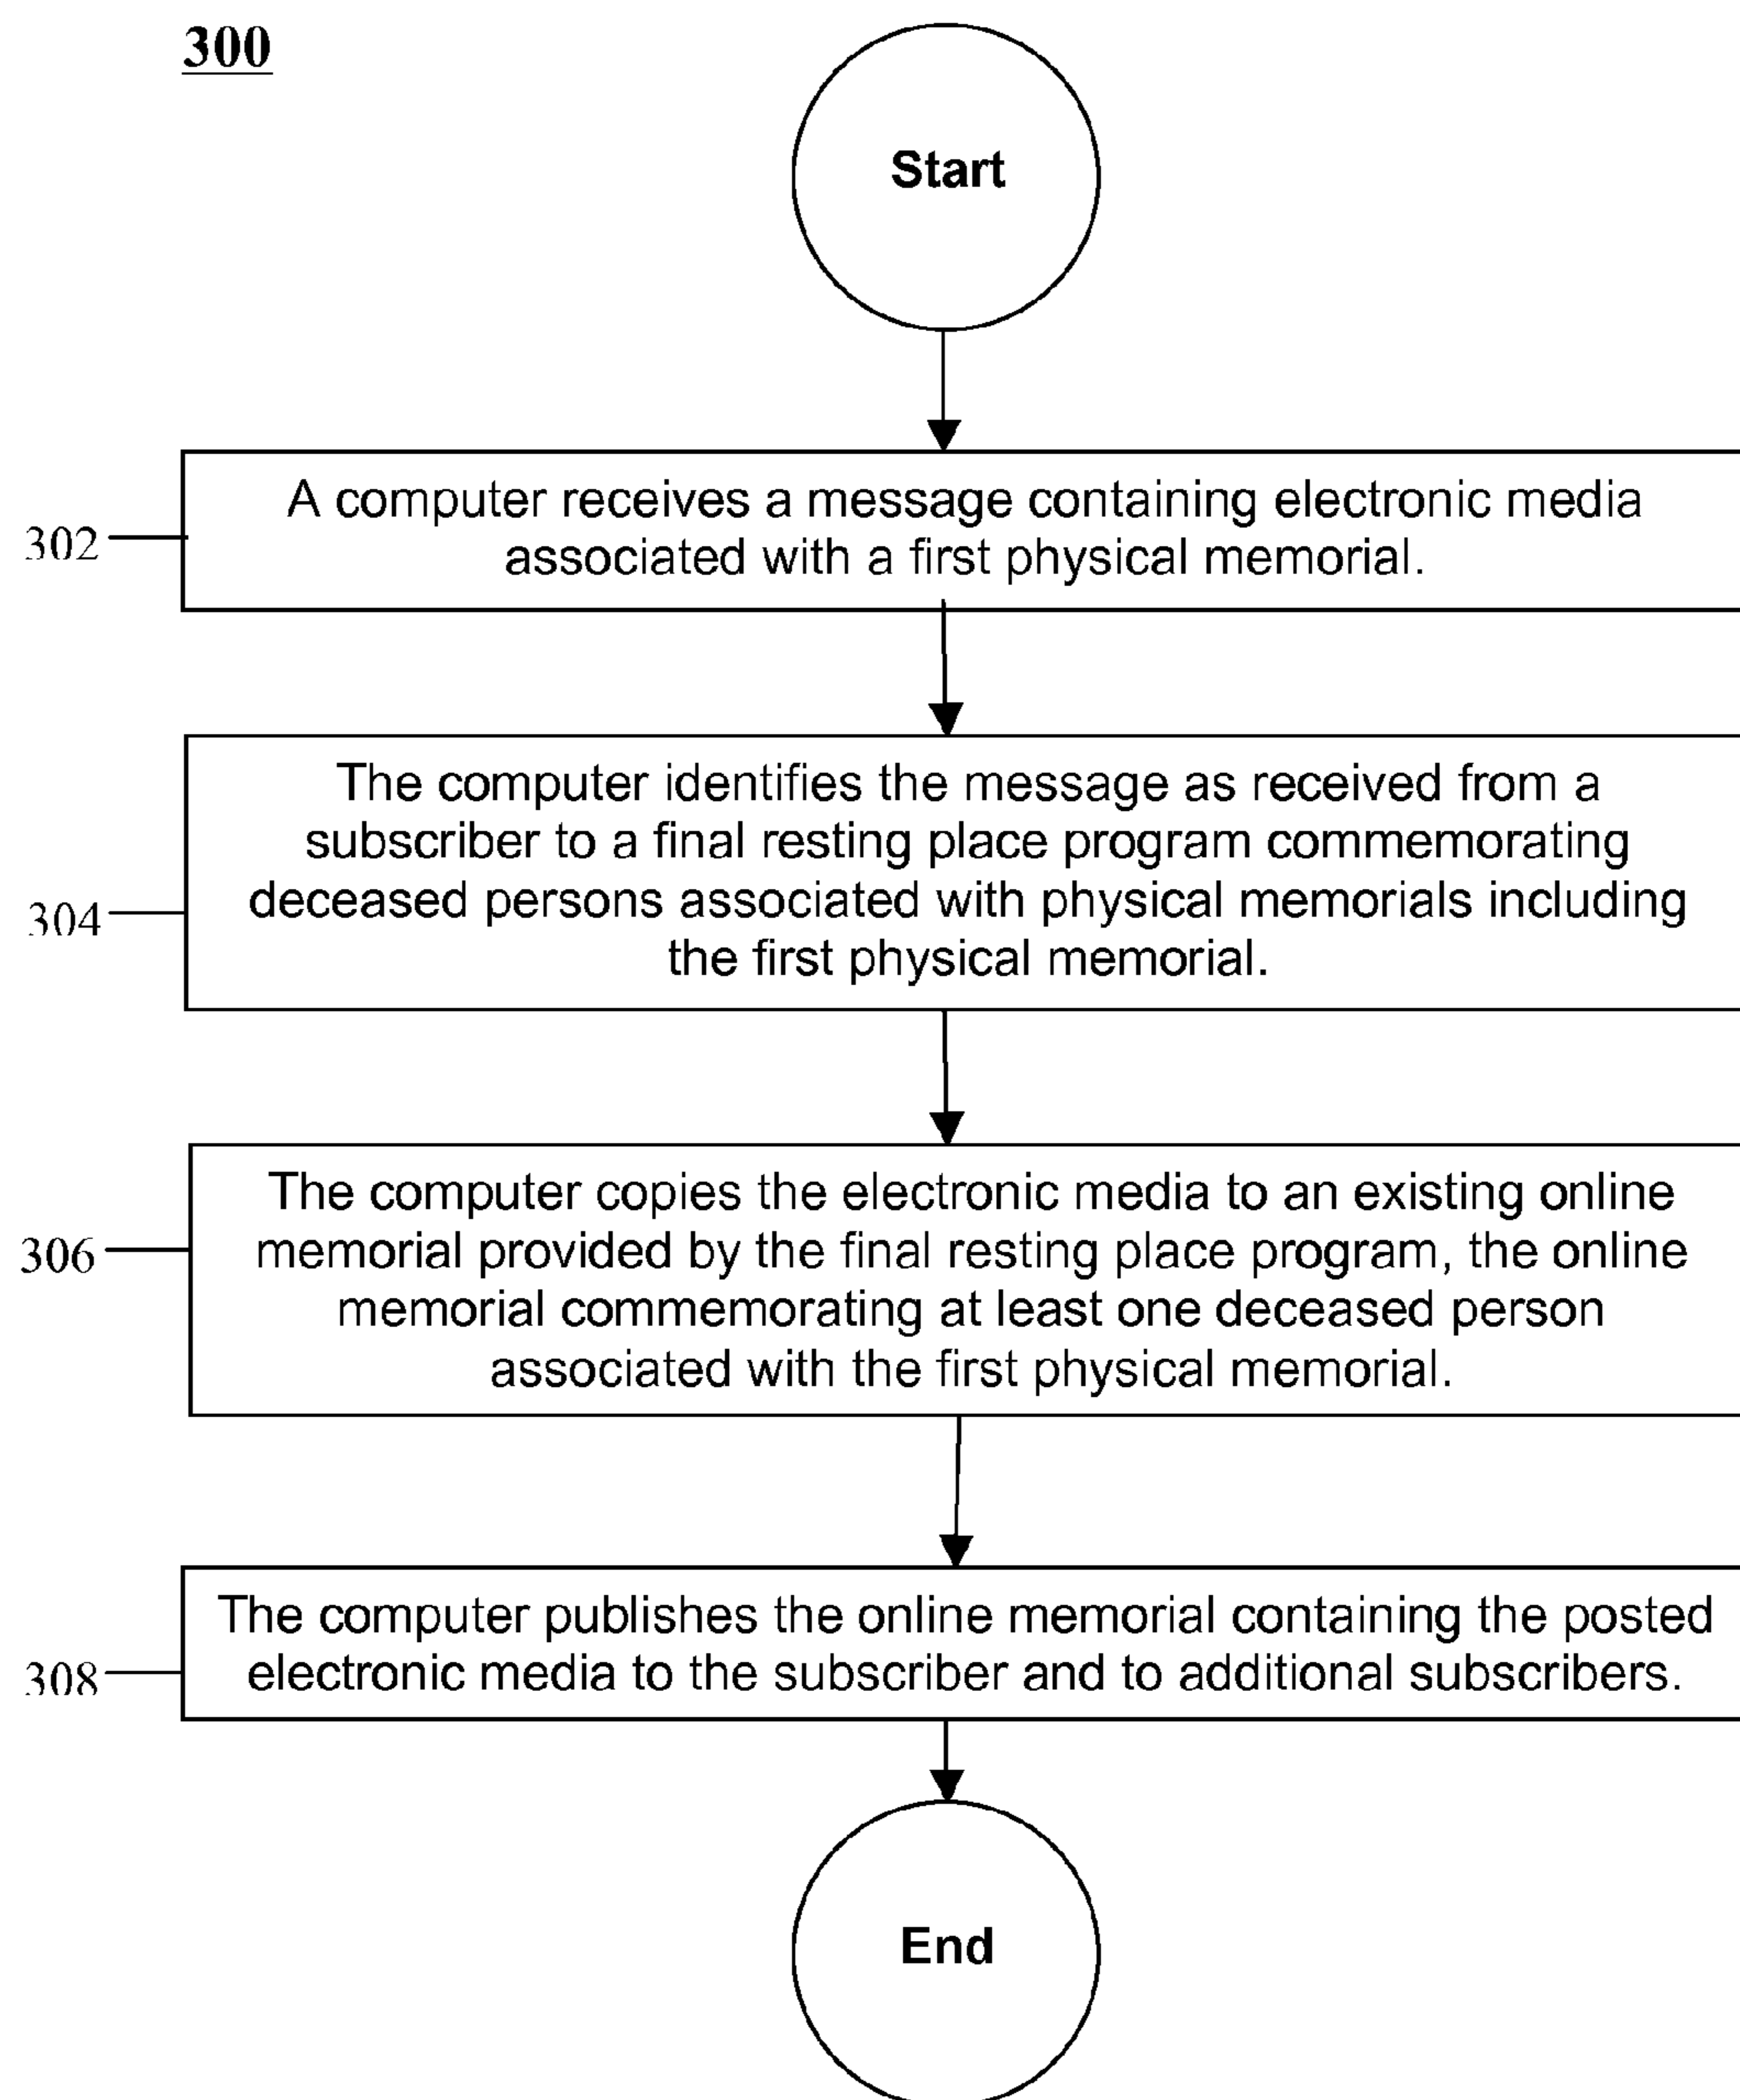 300
Start
A computer receives a message containing electronic media
associated with a first physical memorial.
302
The computer identifies the message as received from a
subscriber to a final resting place program commemorating
deceased persons associated with physical memorials including
the first physical memorial.
304
The computer copies the electronic media to an existing online
memorial provided by the final resting place program, the online
memorial commemorating at least one deceased person
associated with the first physical memorial.
306
The computer publishes the online memorial containing the posted
electronic media to the subscriber and to additional subscribers.
308
End